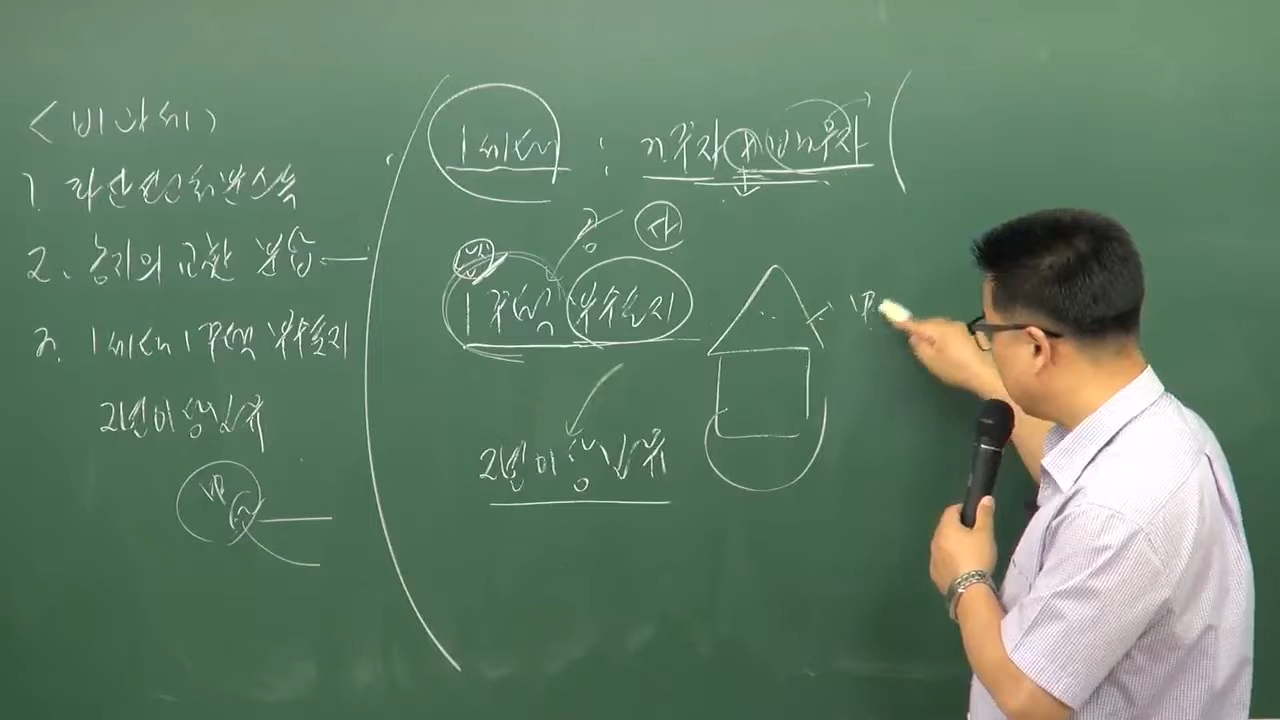 <비과세>
1. 파산선고 처분소득
2. 농지의 교환 분합
3. 1세대 1주택 부수토지
2년 이상 보유
1세대 : 거주자 및 배우자
?
자
1주택 부수토지
2년 이상 보유